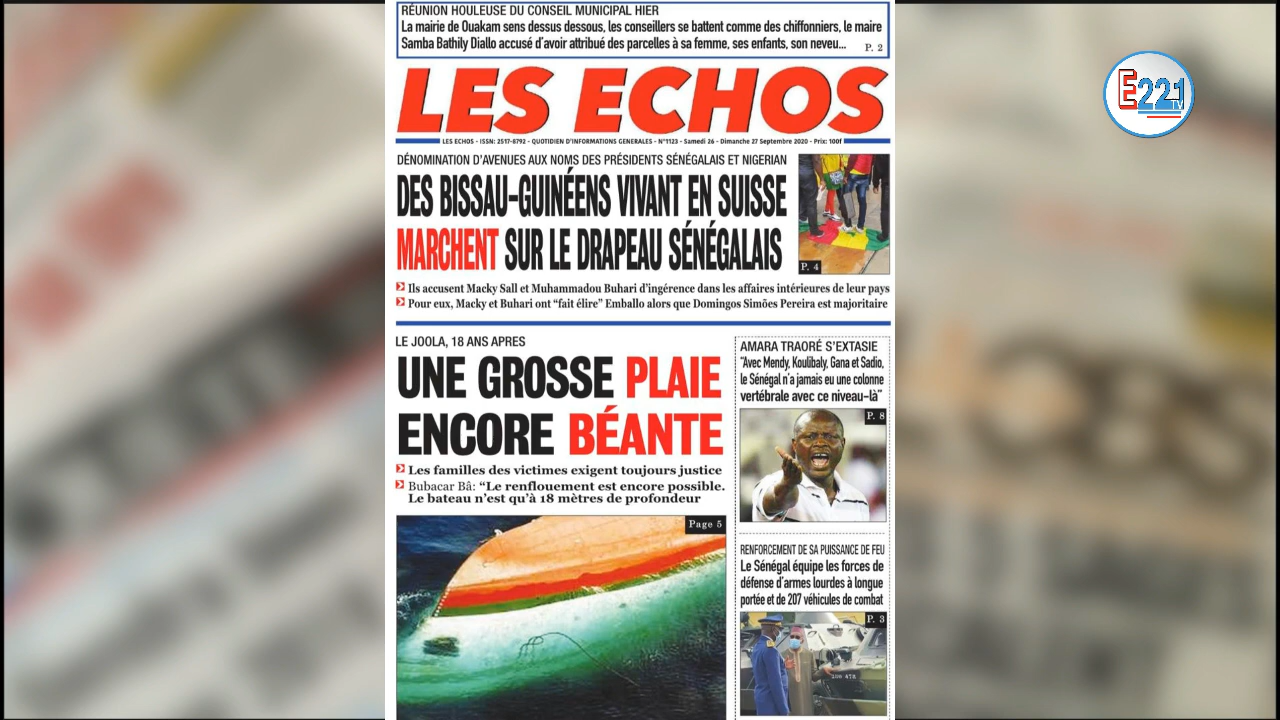 RÉUNION HOULEUSE DU CONSEIL MUNICIPAL HIER
La mairie de Ouakam sens dessus dessous, les conseillers se battent comme des chiffonniers, le maire
Samba Bathily Diallo accusé d'avoir attribué des parcelles à sa femme, ses enfants, son neveu... P. 2
LES ECHOS
LES ECHOS - ISSN: 2517-8792 - QUOTIDIEN D'INFORMATIONS GENERALES - N°1123 - Samedi 26 - Dimanche 27 Septembre 2020 - Prix: 100f
E221
TV
DÉNOMINATION D'AVENUES AUX NOMS DES PRÉSIDENTS SÉNÉGALAIS ET NIGERIAN
DES BISSAU-GUINÉENS VIVANT EN SUISSE
MARCHENT SUR LE DRAPEAU SÉNÉGALAIS
P. 4
Ils accusent Macky Sall et Muhammadou Buhari d'ingérence dans les affaires intérieures de leur pays
Pour eux, Macky et Buhari ont "fait élire" Emballo alors que Domingos Simões Pereira est majoritaire
LE JOOLA, 18 ANS APRES
UNE GROSSE PLAIE
ENCORE BÉANTE
Les familles des victimes exigent toujours justice
Bubacar Bâ: "Le renflouement est encore possible.
Le bateau n'est qu'à 18 mètres de profondeur
Page 5
AMARA TRAORÉ S'EXTASIE
"Avec Mendy, Koulibaly, Gana et Sadio,
le Sénégal n'a jamais eu une colonne
vertébrale avec ce niveau-là"
P. 8
RENFORCEMENT DE SA PUISSANCE DE FEU
Le Sénégal équipe les forces de
défense d'armes lourdes à longue
portée et de 207 véhicules de combat
P. 3